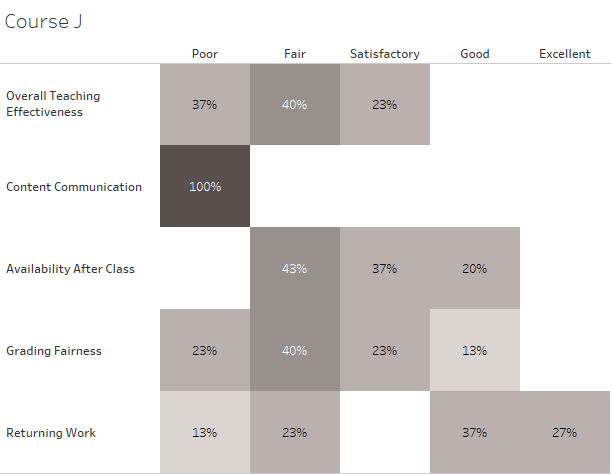 Course J
Poor Fair Satisfactory Good Excellent
Overall Teaching
Effectiveness
37% 40% 23%
Content Communication 100%
Availability After Class 43% 37% 20%
Grading Fairness 23% 40% 23% 13%
Returning Work 13% 23% 37% 27%